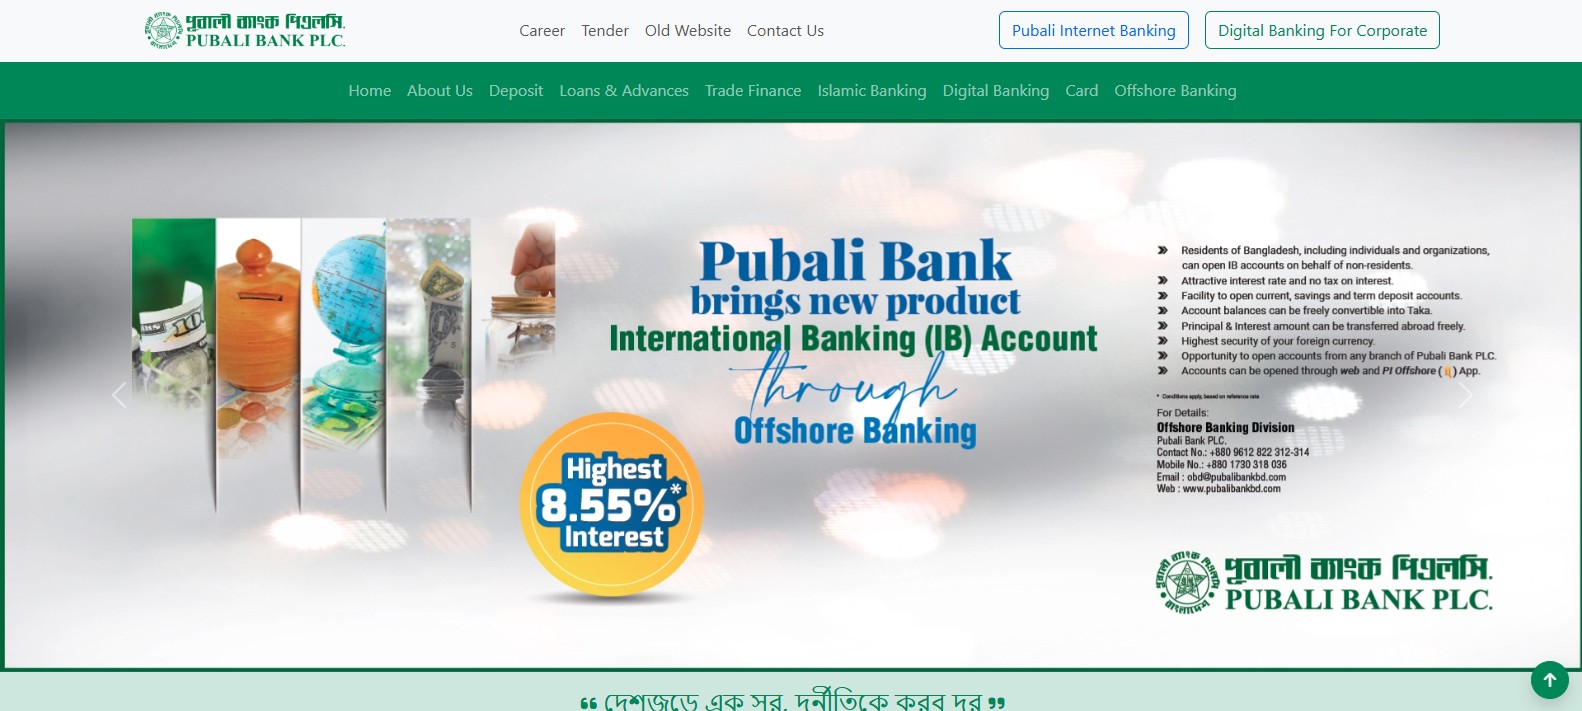 পূবালী ব্যাংক পিএলসি.
PUBALI BANK PLC.
Career Tender Old Website Contact Us
Pubali Internet Banking
Digital Banking For Corporate
Home About Us Deposit Loans & Advances Trade Finance Islamic Banking Digital Banking Card Offshore Banking
Pubali Bank
brings new product
International Banking (IB) Account
through
Offshore Banking
Highest
8.55%*
Interest
Residents of Bangladesh, including individuals and organizations,
can open IB accounts on behalf of non-residents.
Attractive interest rate and no tax on interest.
Facility to open current, savings and term deposit accounts.
Account balances can be freely convertible into Taka.
Principal & Interest amount can be transferred abroad freely.
Highest security of your foreign currency.
Opportunity to open accounts from any branch of Pubali Bank PLC.
Accounts can be opened through web and PI Offshore ( ) App.
* Conditions apply, based on reference rate
For Details:
Offshore Banking Division
Pubali Bank PLC.
Contact No.: +880 9612 822 312-314
Mobile No.: +880 1730 318 036
Email : obd@pubalibankbd.com
Web : www.pubalibankbd.com
পূবালী ব্যাংক পিএলসি.
PUBALI BANK PLC.
❝ দেশজুড়ে এক সুর, দুর্নীতিকে করব দূর ❞